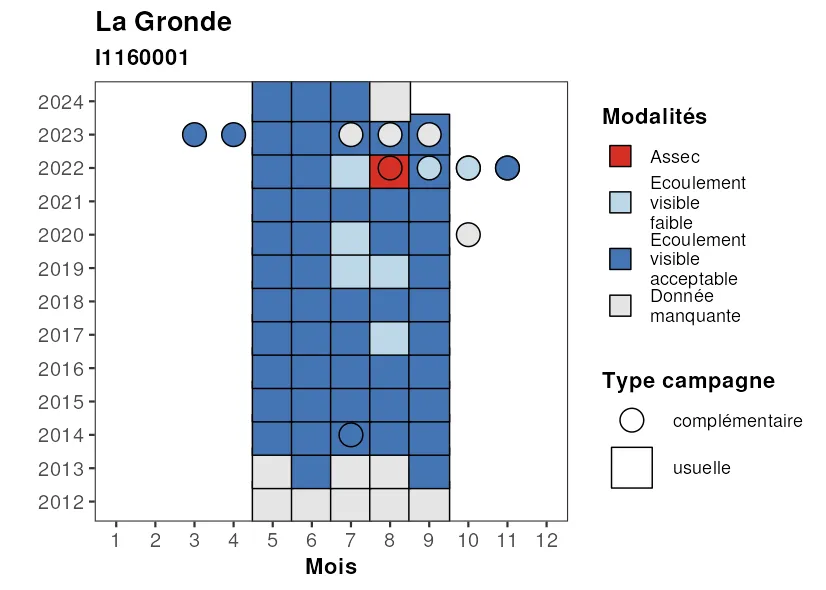 La Gronde
I1160001
2024
2023
2022
2021
2020
2019
2018
2017
2016
2015
2014
2013
2012
1 2 3 4 5 6 7 8 9 10 11 12
Mois
Modalités
Assec
Ecoulement
visible
faible
Ecoulement
visible
acceptable
Donnée
manquante
Type campagne
complémentaire
usuelle